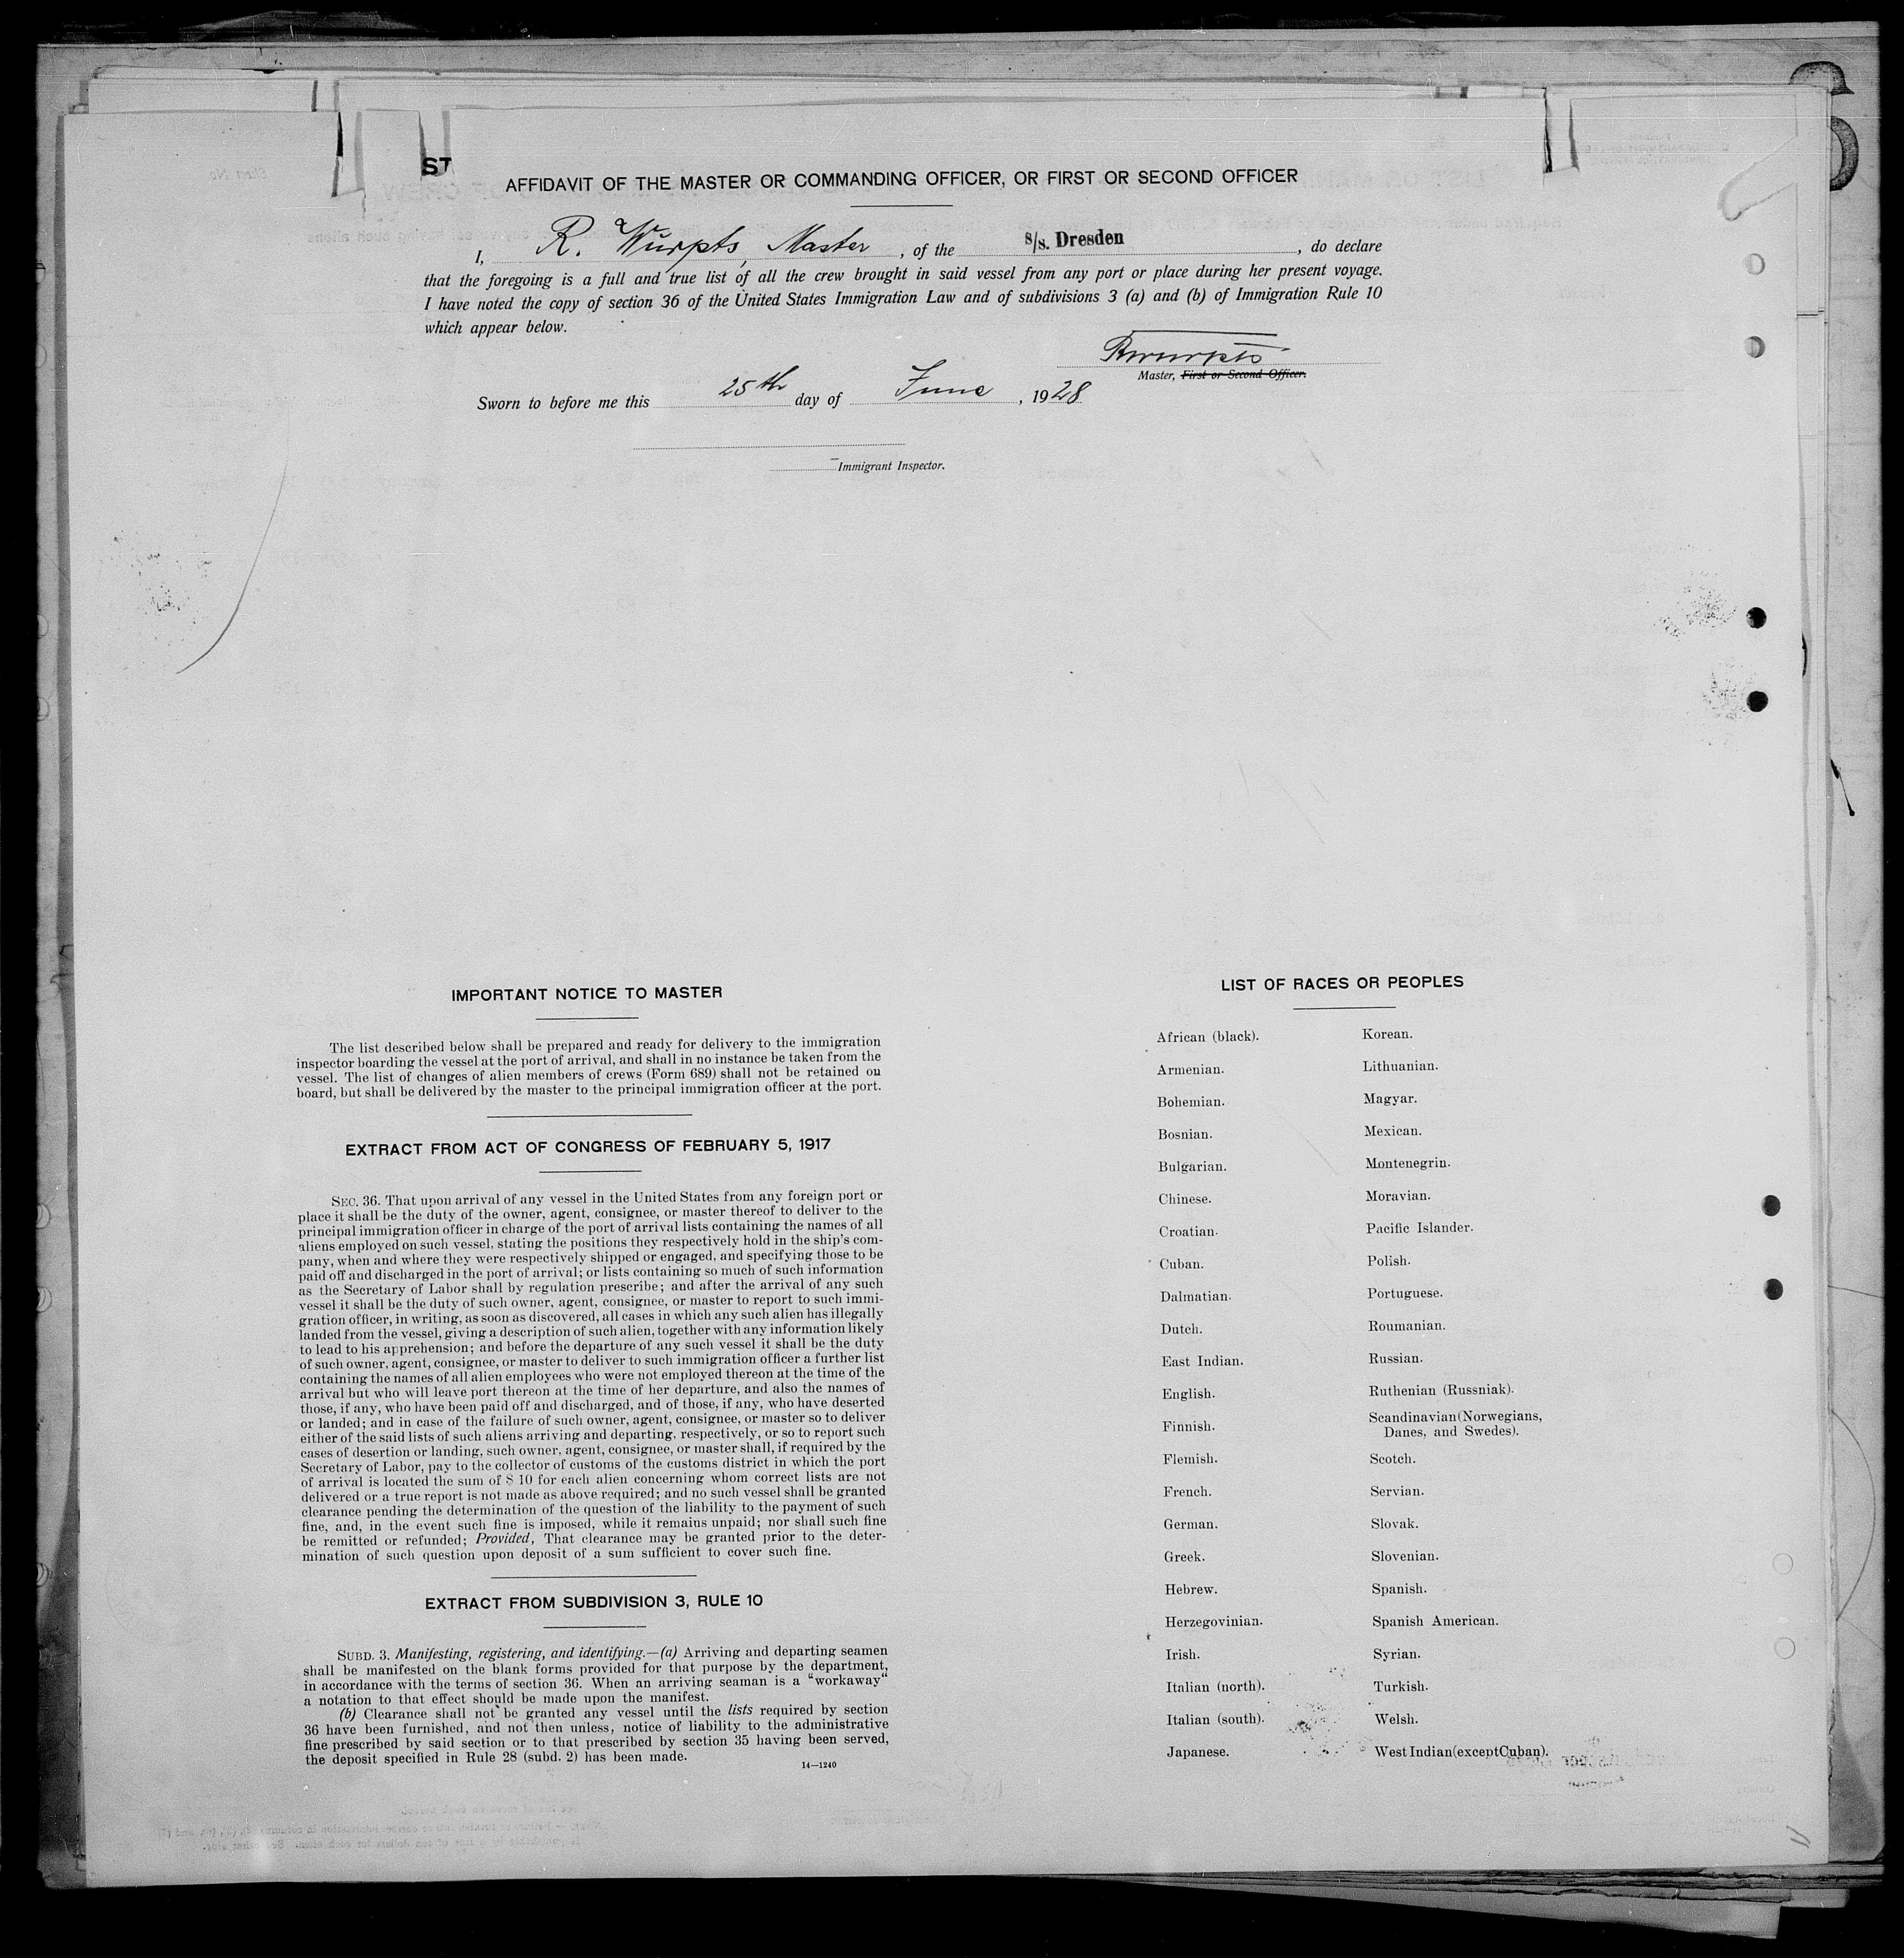 ST
AFFIDAVIT OF THE MASTER OR COMMANDING OFFICER, OR FIRST OR SECOND OFFICER
I, R. Wurpts, Master, of the s/s. Dresden, do declare
that the foregoing is a full and true list of all the crew brought in said vessel from any port or place during her present voyage.
I have noted the copy of section 36 of the United States Immigration Law and of subdivisions 3 (a) and (b) of Immigration Rule 10
which appear below.
RWurpts
Master, First or Second Officer.
Sworn to before me this 25th day of June, 1928
Immigrant Inspector.
IMPORTANT NOTICE TO MASTER
The list described below shall be prepared and ready for delivery to the immigration
inspector boarding the vessel at the port of arrival, and shall in no instance be taken from the
vessel. The list of changes of alien members of crews (Form 689) shall not be retained on
board, but shall be delivered by the master to the principal immigration officer at the port.
EXTRACT FROM ACT OF CONGRESS OF FEBRUARY 5, 1917
SEC. 36. That upon arrival of any vessel in the United States from any foreign port or
place it shall be the duty of the owner, agent, consignee, or master thereof to deliver to the
principal immigration officer in charge of the port of arrival lists containing the names of all
aliens employed on such vessel, stating the positions they respectively hold in the ship's com-
pany, when and where they were respectively shipped or engaged, and specifying those to be
paid off and discharged in the port of arrival; or lists containing so much of such information
as the Secretary of Labor shall by regulation prescribe; and after the arrival of any such
vessel it shall be the duty of such owner, agent, consignee, or master to report to such immi-
gration officer, in writing, as soon as discovered, all cases in which any such alien has illegally
landed from the vessel, giving a description of such alien, together with any information likely
to lead to his apprehension; and before the departure of any such vessel it shall be the duty
of such owner, agent, consignee, or master to deliver to such immigration officer a further list
containing the names of all alien employees who were not employed thereon at the time of the
arrival but who will leave port thereon at the time of her departure, and also the names of
those, if any, who have been paid off and discharged, and of those, if any, who have deserted
or landed; and in case of the failure of such owner, agent, consignee, or master so to deliver
either of the said lists of such aliens arriving and departing, respectively, or so to report such
cases of desertion or landing, such owner, agent, consignee, or master shall, if required by the
Secretary of Labor, pay to the collector of customs of the customs district in which the port
of arrival is located the sum of $ 10 for each alien concerning whom correct lists are not
delivered or a true report is not made as above required; and no such vessel shall be granted
clearance pending the determination of the question of the liability to the payment of such
fine, and, in the event such fine is imposed, while it remains unpaid; nor shall such fine
be remitted or refunded; Provided, That clearance may be granted prior to the deter-
mination of such question upon deposit of a sum sufficient to cover such fine.
EXTRACT FROM SUBDIVISION 3, RULE 10
SUBD. 3. Manifesting, registering, and identifying.—(a) Arriving and departing seamen
shall be manifested on the blank forms provided for that purpose by the department,
in accordance with the terms of section 36. When an arriving seaman is a "workaway"
a notation to that effect should be made upon the manifest.
(b) Clearance shall not be granted any vessel until the lists required by section
36 have been furnished, and not then unless, notice of liability to the administrative
fine prescribed by said section or to that prescribed by section 35 having been served,
the deposit specified in Rule 28 (subd. 2) has been made.
14—1240
LIST OF RACES OR PEOPLES
African (black).
Armenian.
Bohemian.
Bosnian.
Bulgarian.
Chinese.
Croatian.
Cuban.
Dalmatian.
Dutch.
East Indian.
English.
Finnish.
Flemish.
French.
German.
Greek.
Hebrew.
Herzegovinian.
Irish.
Italian (north).
Italian (south).
Japanese.
Korean.
Lithuanian.
Magyar.
Mexican.
Montenegrin.
Moravian.
Pacific Islander.
Polish.
Portuguese.
Roumanian.
Russian.
Ruthenian (Russniak).
Scandinavian (Norwegians,
Danes, and Swedes).
Scotch.
Servian.
Slovak.
Slovenian.
Spanish.
Spanish American.
Syrian.
Turkish.
Welsh.
West Indian (except Cuban).